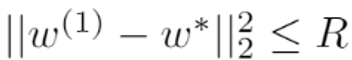 ||w^{(1)} − w^*||_2^2 ≤ R